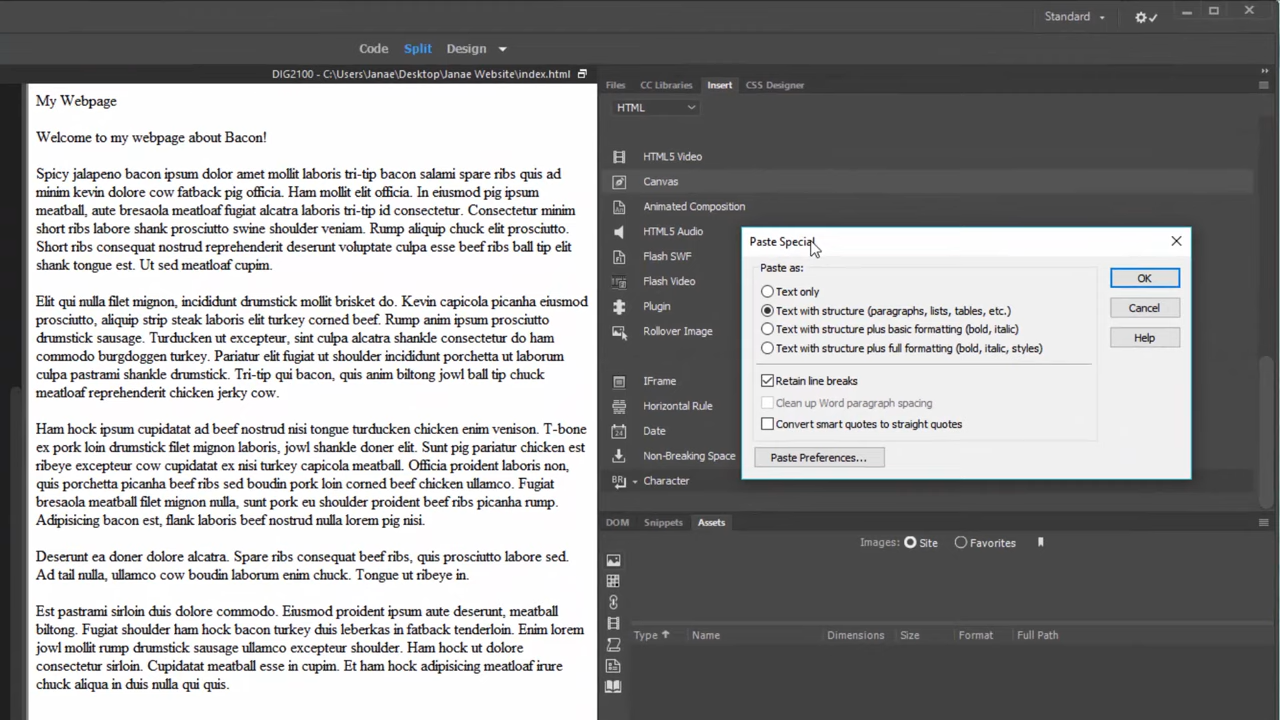 Standard
Code Split Design
DIG2100 - C:\Users\Janae\Desktop\Janae Website\index.html
My Webpage
Welcome to my webpage about Bacon!
Spicy jalapeno bacon ipsum dolor amet mollit laboris tri-tip bacon salami spare ribs quis ad
minim kevin dolore cow fatback pig officia. Ham mollit elit officia. In eiusmod pig ipsum
meatball, aute bresaola meatloaf fugiat alcatra laboris tri-tip id consectetur. Consectetur minim
short ribs labore shank prosciutto swine shoulder veniam. Rump aliquip chuck elit prosciutto.
Short ribs consequat nostrud reprehenderit deserunt voluptate culpa esse beef ribs ball tip elit
shank tongue est. Ut sed meatloaf cupim.
Elit qui nulla filet mignon, incididunt drumstick mollit brisket do. Kevin capicola picanha eiusmod
prosciutto, aliquip strip steak laboris elit turkey corned beef. Rump anim ipsum prosciutto
drumstick sausage. Turducken ut excepteur, sint culpa alcatra shankle consectetur do ham
commodo burgdoggen turkey. Pariatur elit fugiat ut shoulder incididunt porchetta ut laborum
culpa pastrami shankle drumstick. Tri-tip qui bacon, quis anim biltong jowl ball tip chuck
meatloaf reprehenderit chicken jerky cow.
Ham hock ipsum cupidatat ad beef nostrud nisi tongue turducken chicken enim venison. T-bone
ex pork loin drumstick filet mignon laboris, jowl shankle doner elit. Sunt pig pariatur chicken est
ribeye excepteur cow cupidatat ex nisi turkey capicola meatball. Officia proident laboris non,
quis porchetta picanha beef ribs sed boudin pork loin corned beef chicken ullamco. Fugiat
bresaola meatball filet mignon nulla, sunt pork eu shoulder proident beef ribs picanha rump.
Adipisicing bacon est, flank laboris beef nostrud nulla lorem pig nisi.
Deserunt ea doner dolore alcatra. Spare ribs consequat beef ribs, quis prosciutto labore sed.
Ad tail nulla, ullamco cow boudin laborum enim chuck. Tongue ut ribeye in.
Est pastrami sirloin duis dolore commodo. Eiusmod proident ipsum aute deserunt, meatball
biltong. Fugiat shoulder ham hock bacon turkey duis leberkas in fatback tenderloin. Enim lorem
jowl mollit rump drumstick sausage ullamco excepteur shoulder. Ham hock ut dolore
consectetur sirloin. Cupidatat meatball esse in cupim. Et ham hock adipisicing meatloaf irure
chuck aliqua in duis nulla qui quis.
Files CC Libraries Insert CSS Designer
HTML
HTML5 Video
Canvas
Animated Composition
HTML5 Audio
Flash SWF
Flash Video
Plugin
Rollover Image
IFrame
Horizontal Rule
Date
Non-Breaking Space
Character
Paste Special
Paste as:
Text only
Text with structure (paragraphs, lists, tables, etc.)
Text with structure plus basic formatting (bold, italic)
Text with structure plus full formatting (bold, italic, styles)
Retain line breaks
Clean up Word paragraph spacing
Convert smart quotes to straight quotes
Paste Preferences...
OK
Cancel
Help
DOM Snippets Assets
Images: Site Favorites
Type Name Dimensions Size Format Full Path